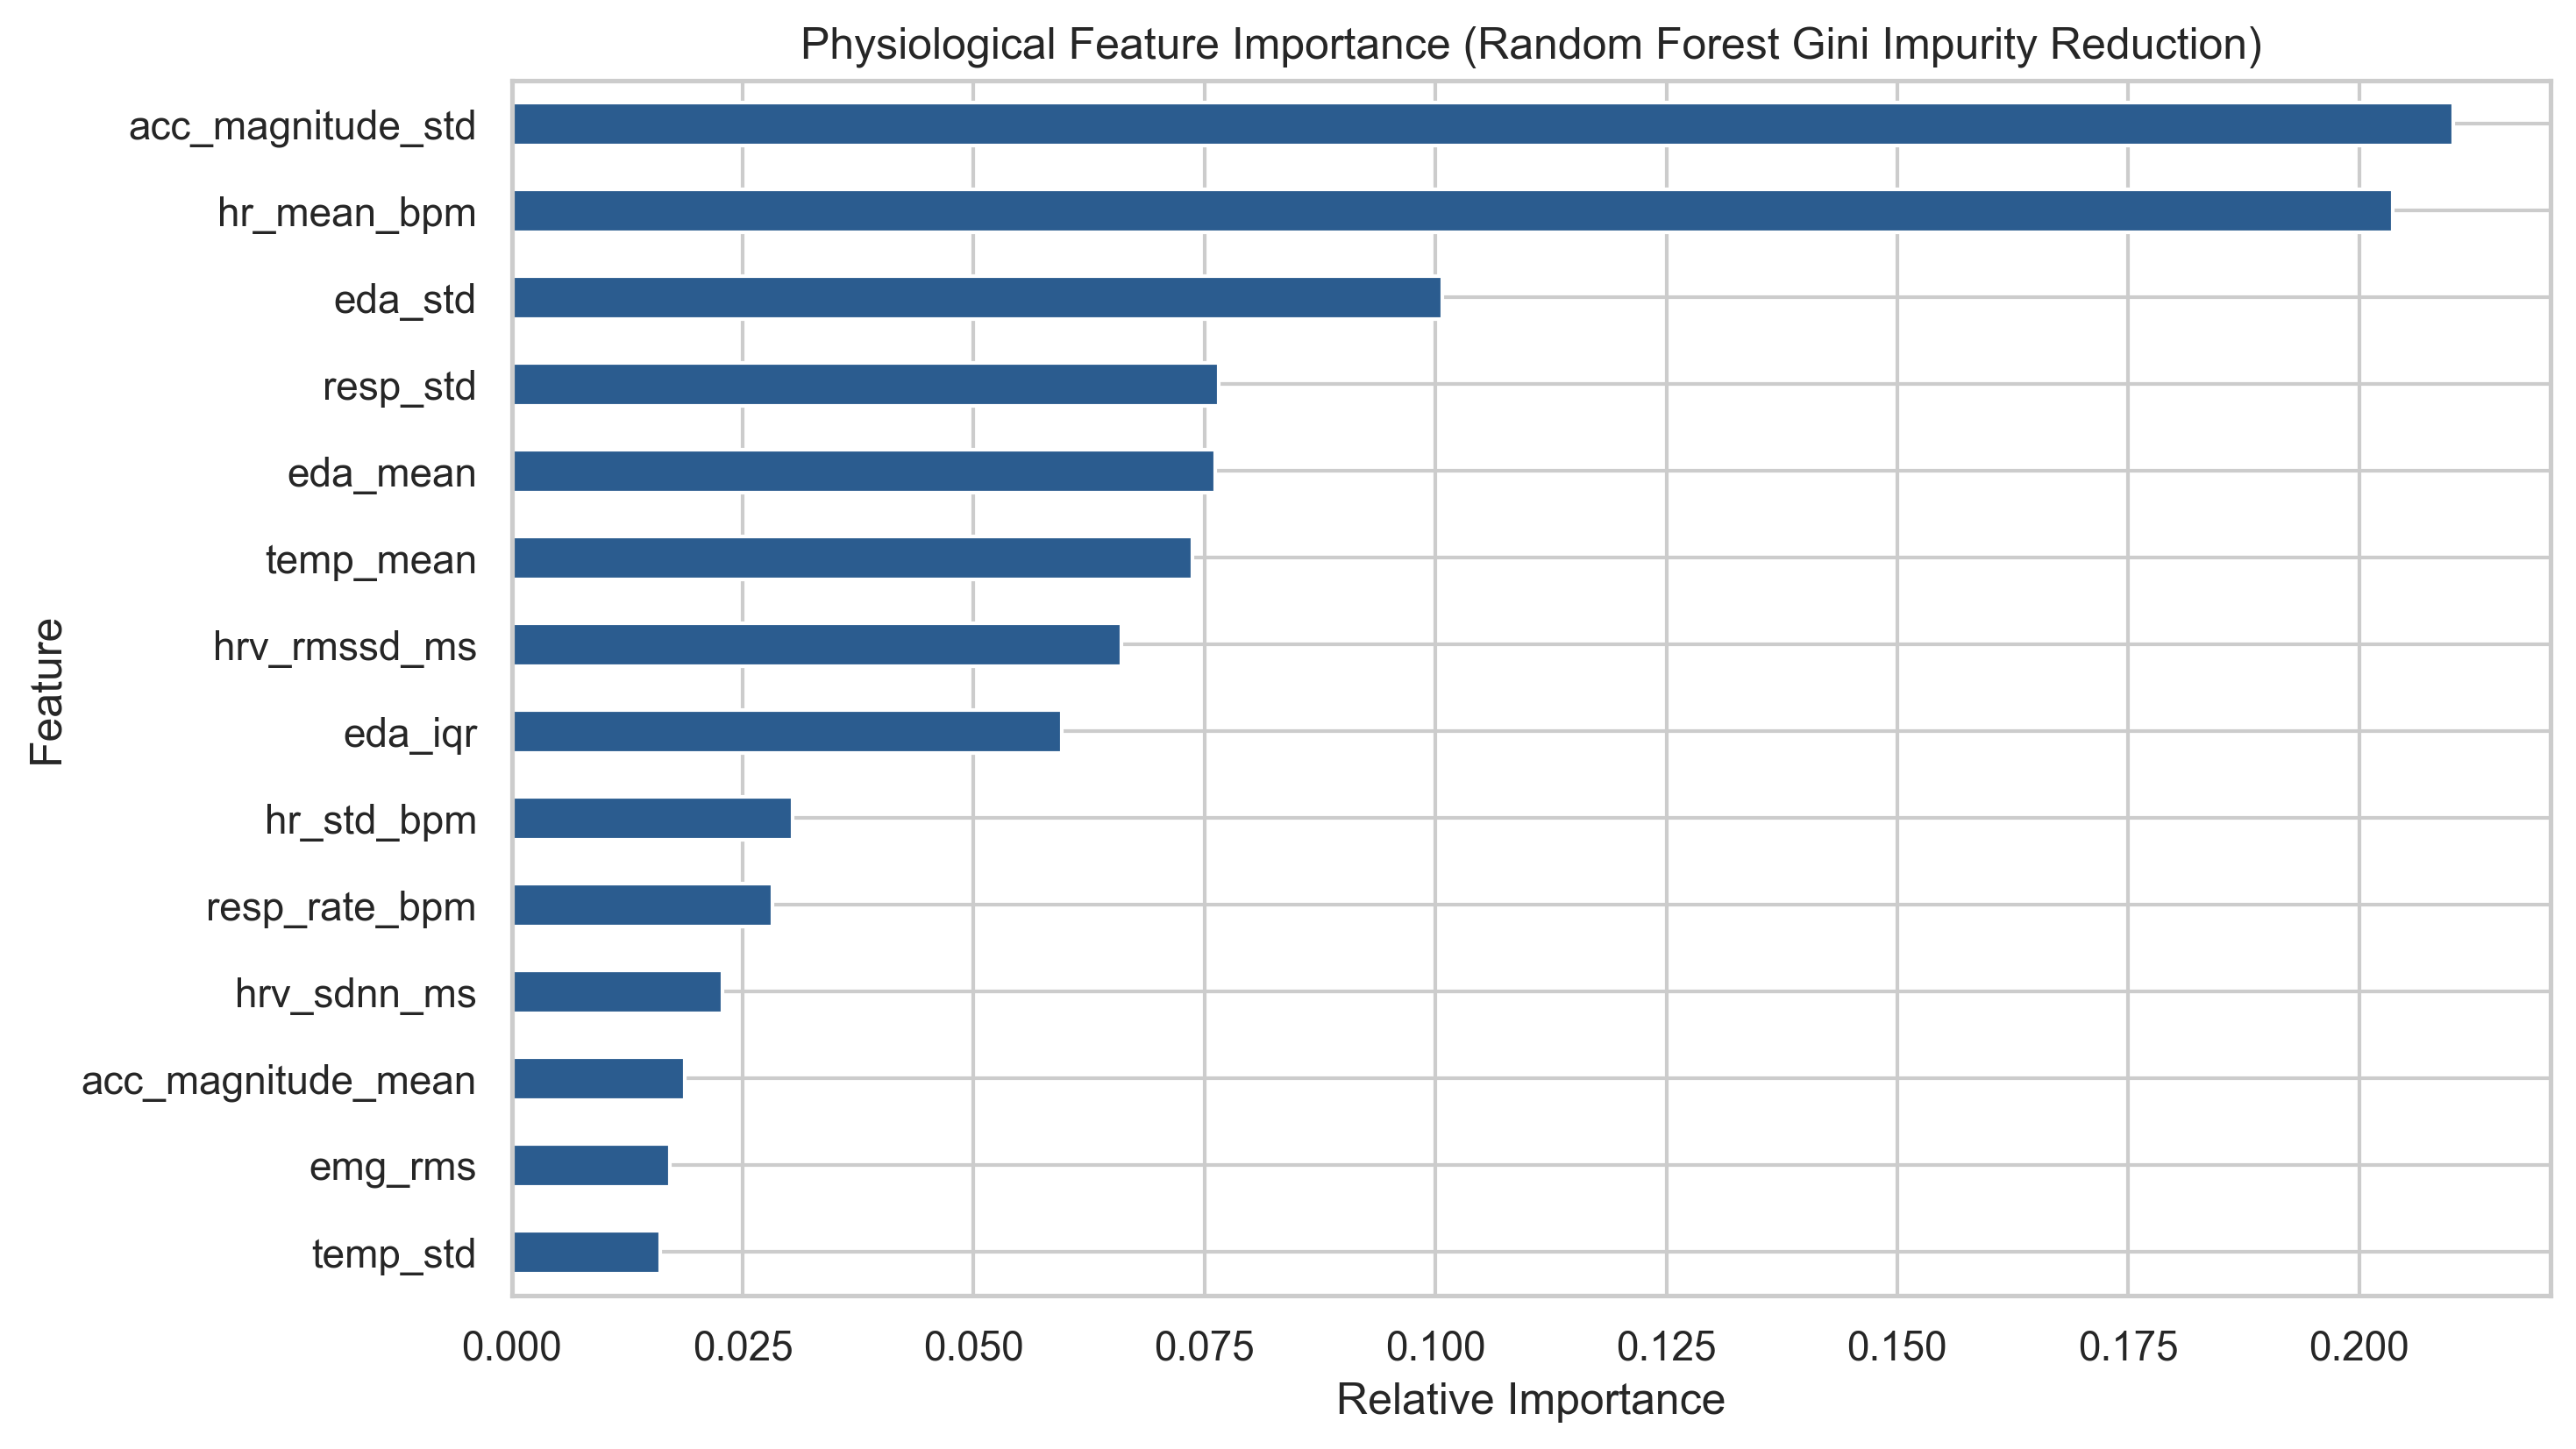 Physiological Feature Importance (Random Forest Gini Impurity Reduction)
acc_magnitude_std
hr_mean_bpm
eda_std
resp_std
eda_mean
temp_mean
hrv_rmssd_ms
eda_iqr
hr_std_bpm
resp_rate_bpm
hrv_sdnn_ms
acc_magnitude_mean
emg_rms
temp_std
Feature
0.000 0.025 0.050 0.075 0.100 0.125 0.150 0.175 0.200
Relative Importance